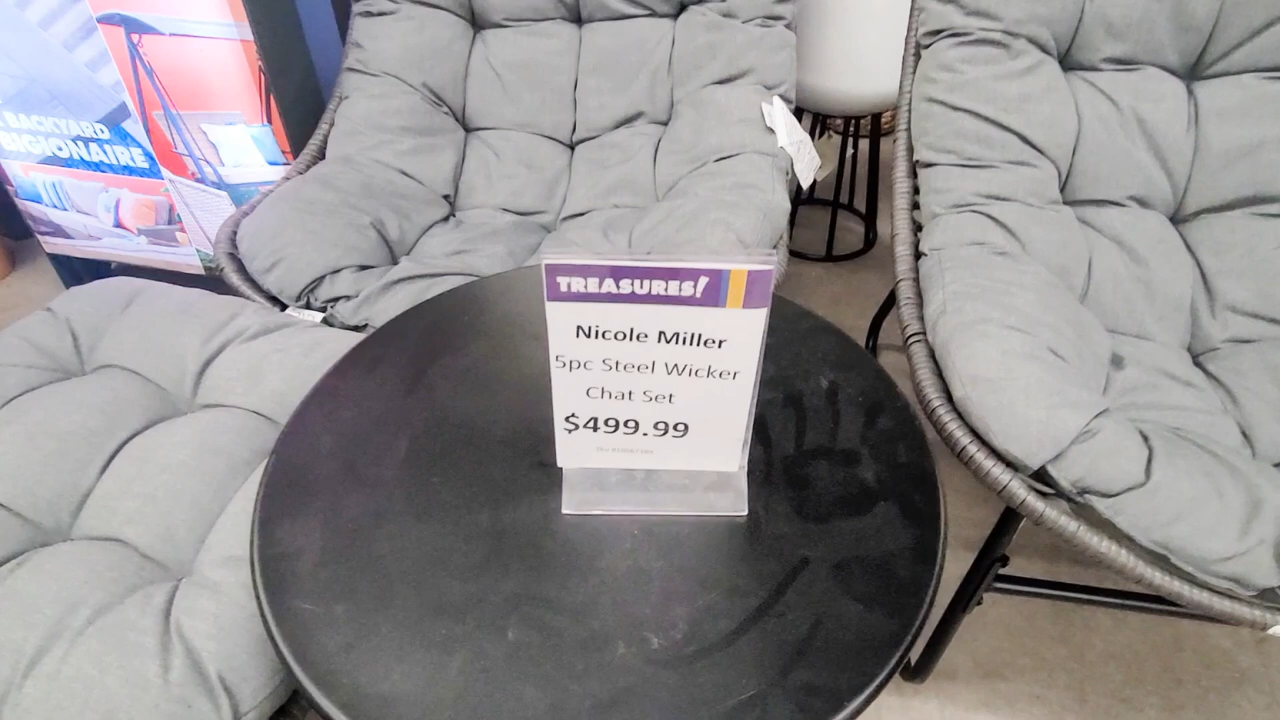 BACKYARD
BIGIONAIRE
TREASURES!
Nicole Miller
5pc Steel Wicker
Chat Set
$499.99